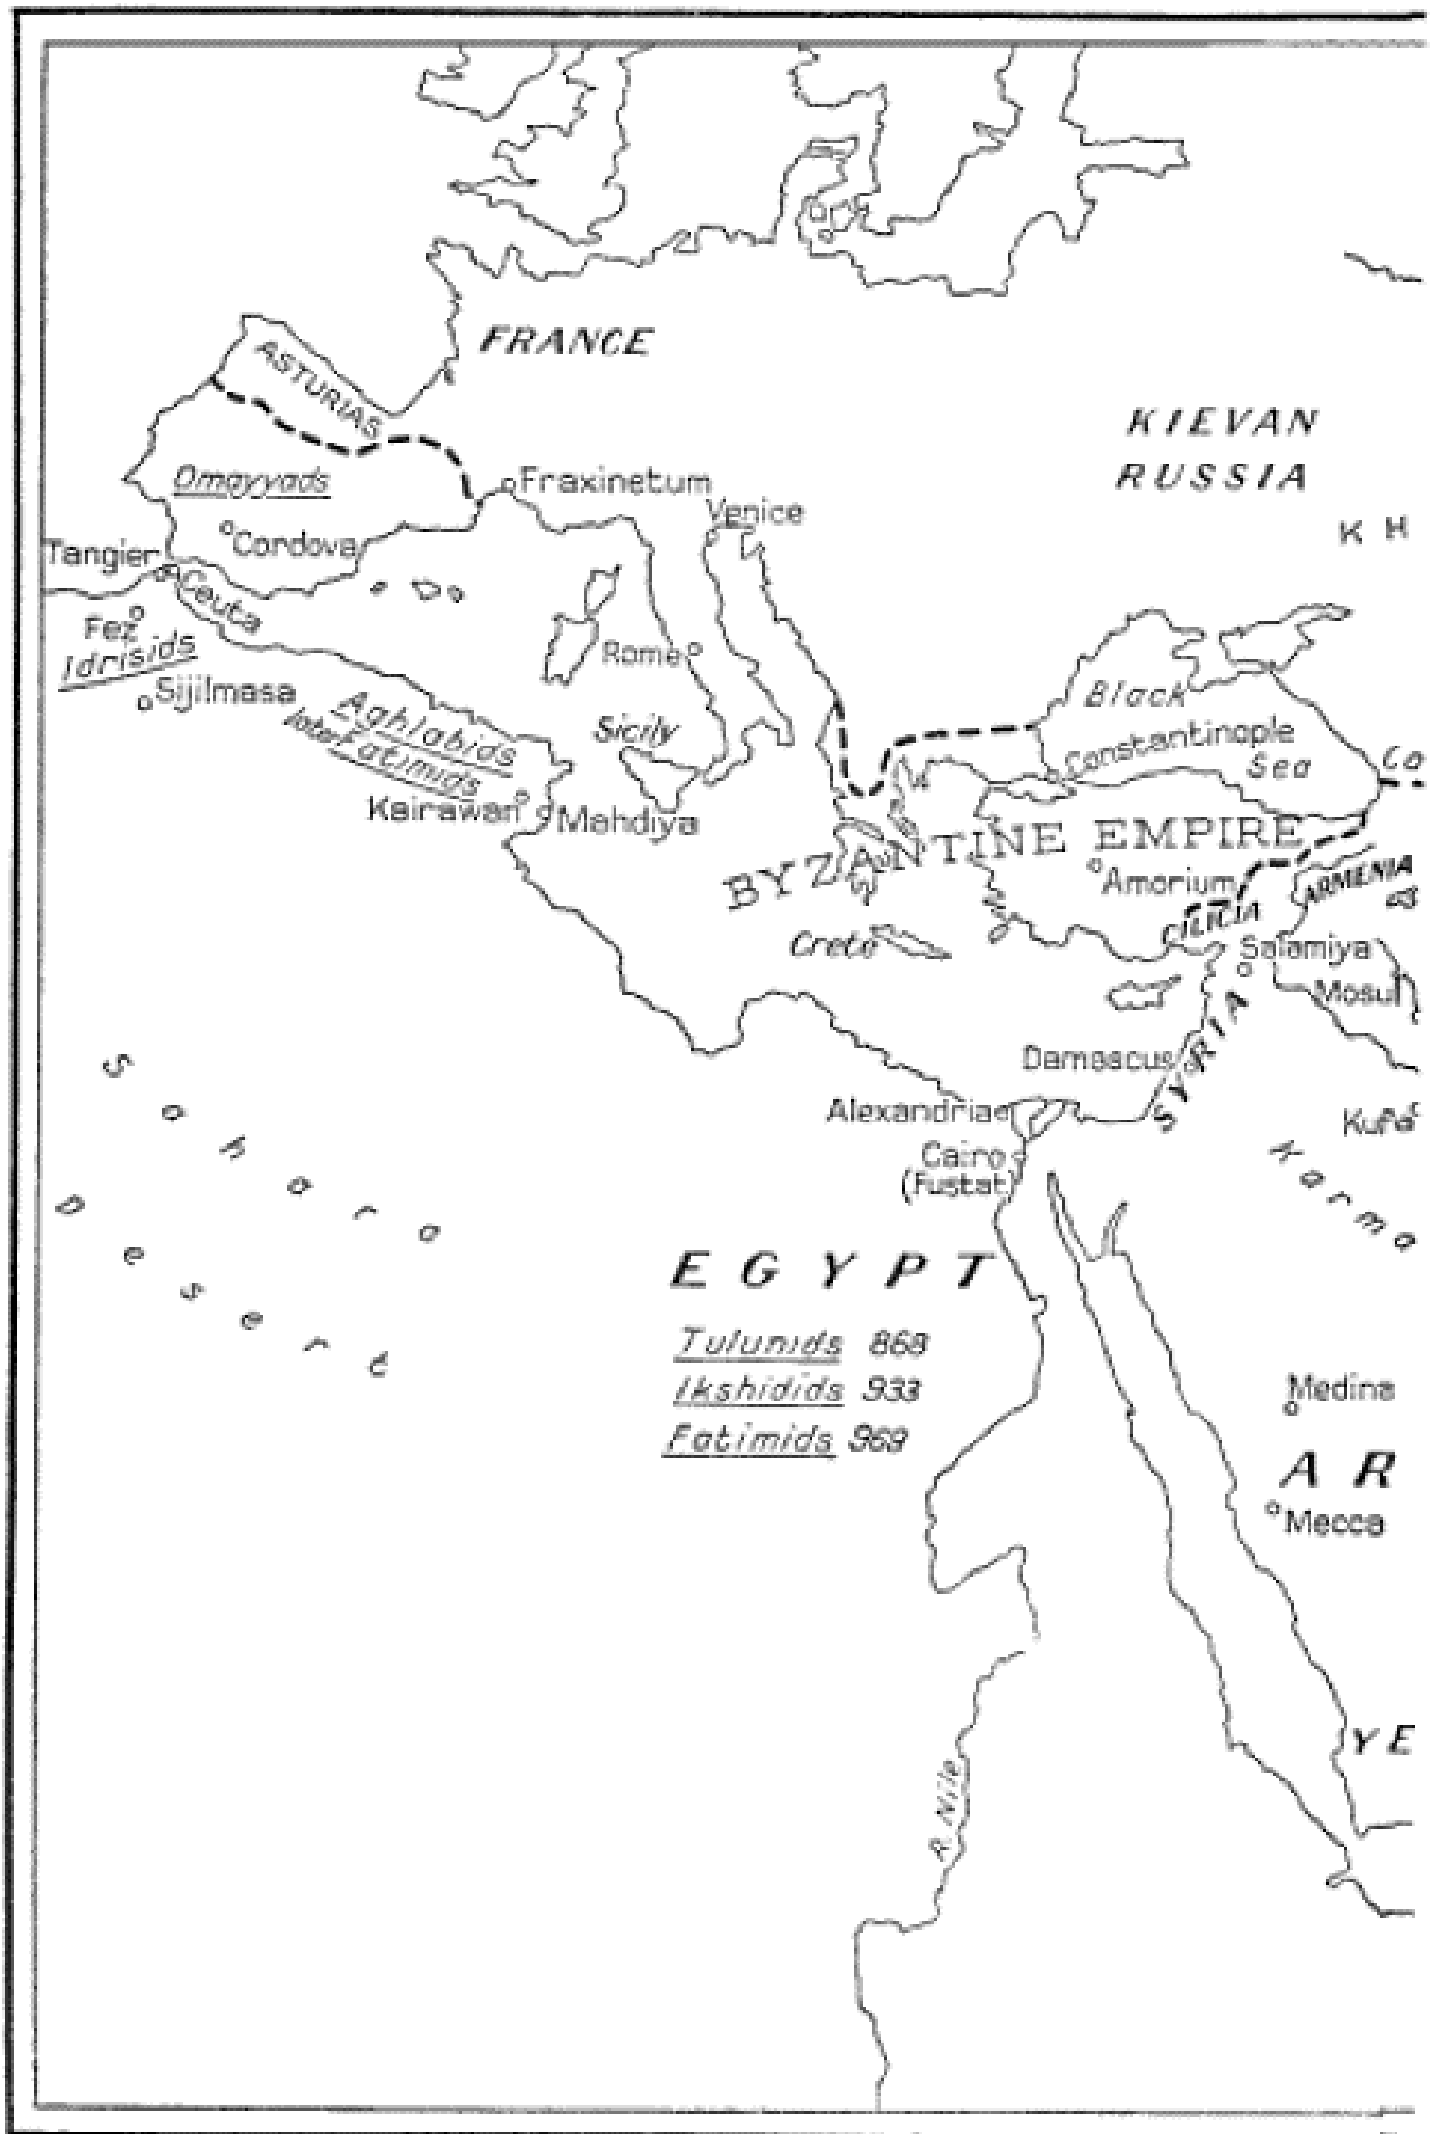 FRANCE
ASTURIAS
KIEVAN
RUSSIA
Omayyads
Fraxinetum
Venice
K H
Cordova
Tangier
Ceuta
Fez
Idrisids
Rome
Sijilmasa
Aghlabids
later Fatimids
Sicily
Black
Sea
Constantinople
Co
Kairawan
Mahdiya
BYZANTINE EMPIRE
Amorium
ARMENIA
CILICIA
Crete
Salamiya
Mosul
SYRIA
Damascus
Alexandria
Kufa
Cairo
(Fustat)
Karma
Sahara
Desert
EGYPT
Tulunids 868
Ikshidids 933
Fatimids 969
Medina
AR
Mecca
YE
R. Nile